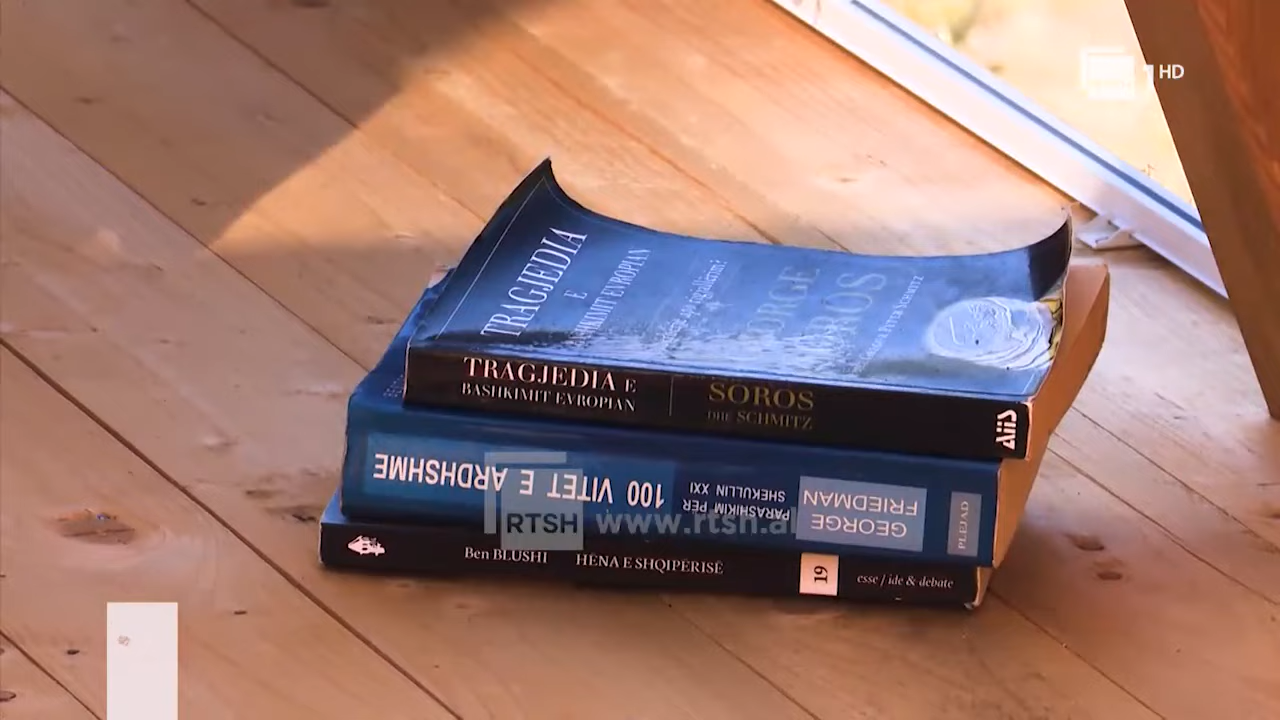 HD
TRAGJEDIA
E
BASHKIMIT EVROPIAN
GEORGE
SOROS
TRAGJEDIA E
BASHKIMIT EVROPIAN
SOROS
DHE SCHMITZ
AIIS
100 VITET E ARDHSHME
PARASHIKIM PËR
SHEKULLIN XXI
GEORGE
FRIEDMAN
PLEJAD
RTSH
www.rtsh.al
Ben BLUSHI
HËNA E SHQIPËRISË
19
esse / ide & debate